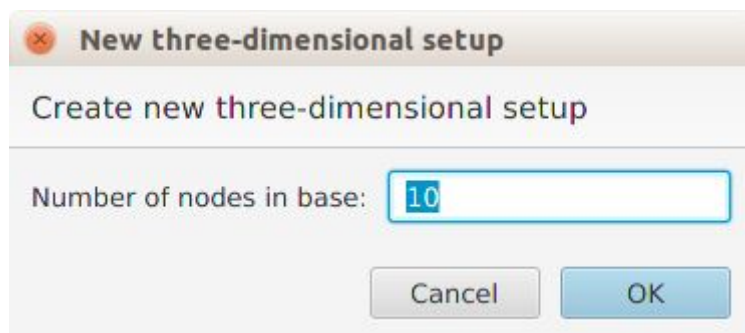 New three-dimensional setup
Create new three-dimensional setup
Number of nodes in base: 10
Cancel OK